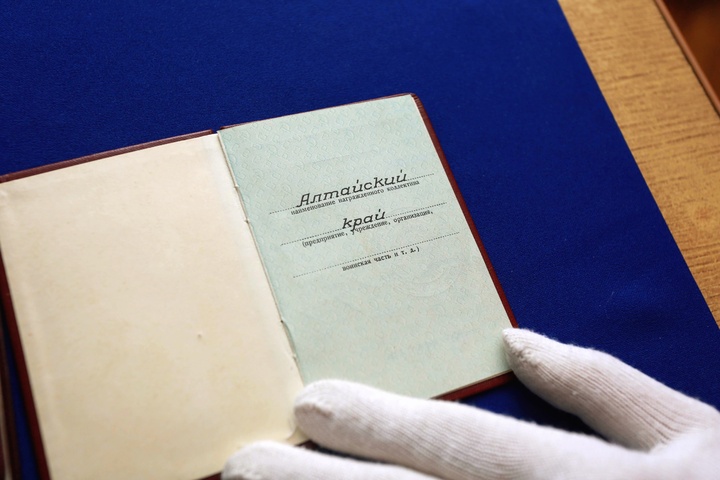 Алтайский
наименование награжденного коллектива
край
(предприятие, учреждение, организация,
воинская часть и т. д.)